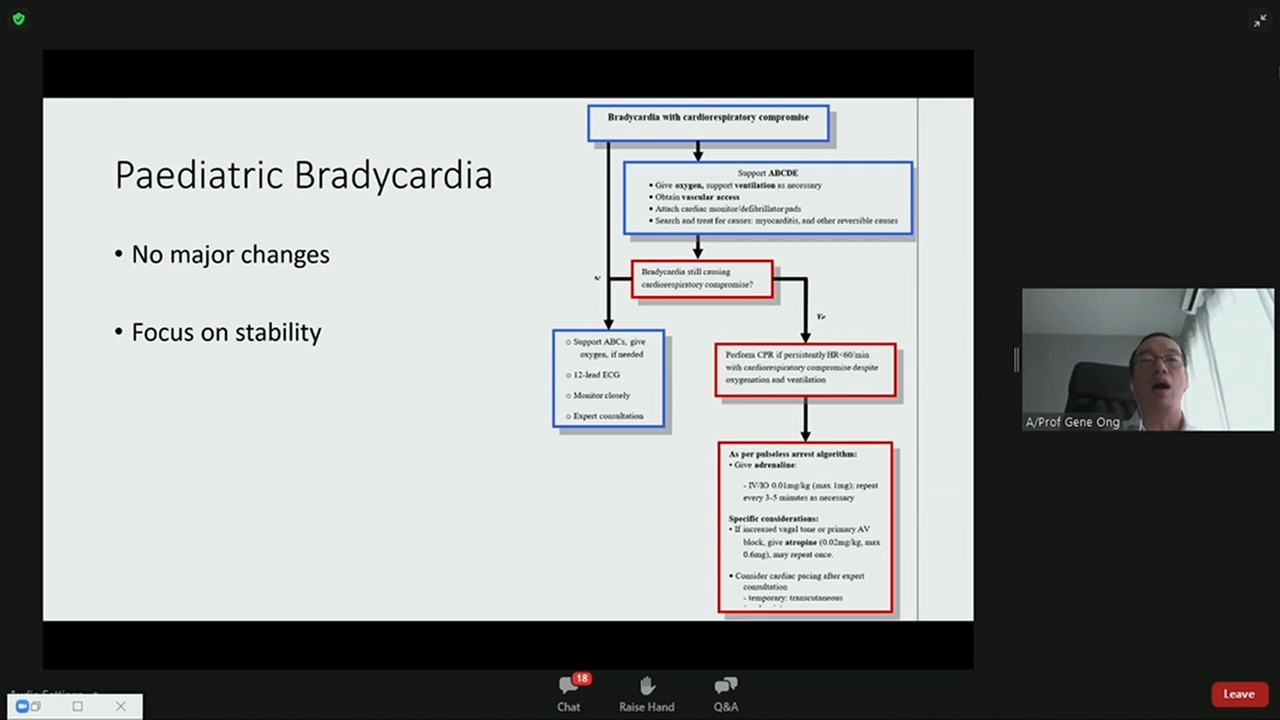 Paediatric Bradycardia
• No major changes
• Focus on stability
Bradycardia with cardiorespiratory compromise
Support ABCDE
• Give oxygen, support ventilation as necessary
• Obtain vascular access
• Attach cardiac monitor/defibrillator pads
• Search and treat for causes: myocarditis, and other reversible causes
Bradycardia still causing
cardiorespiratory compromise?
Ye
o Support ABCs, give
oxygen, if needed
o 12-lead ECG
o Monitor closely
o Expert consultation
Perform CPR if persistently HR<60/min
with cardiorespiratory compromise despite
oxygenation and ventilation
As per pulseless arrest algorithm:
• Give adrenaline:
- IV/IO 0.01mg/kg (max 1mg); repeat
every 3-5 minutes as necessary
Specific considerations:
• If increased vagal tone or primary AV
block, give atropine (0.02mg/kg, max
0.6mg), may repeat once.
• Consider cardiac pacing after expert
consultation
- temporary: transcutaneous
A/Prof Gene Ong
18
Chat
Raise Hand
Q&A
Leave